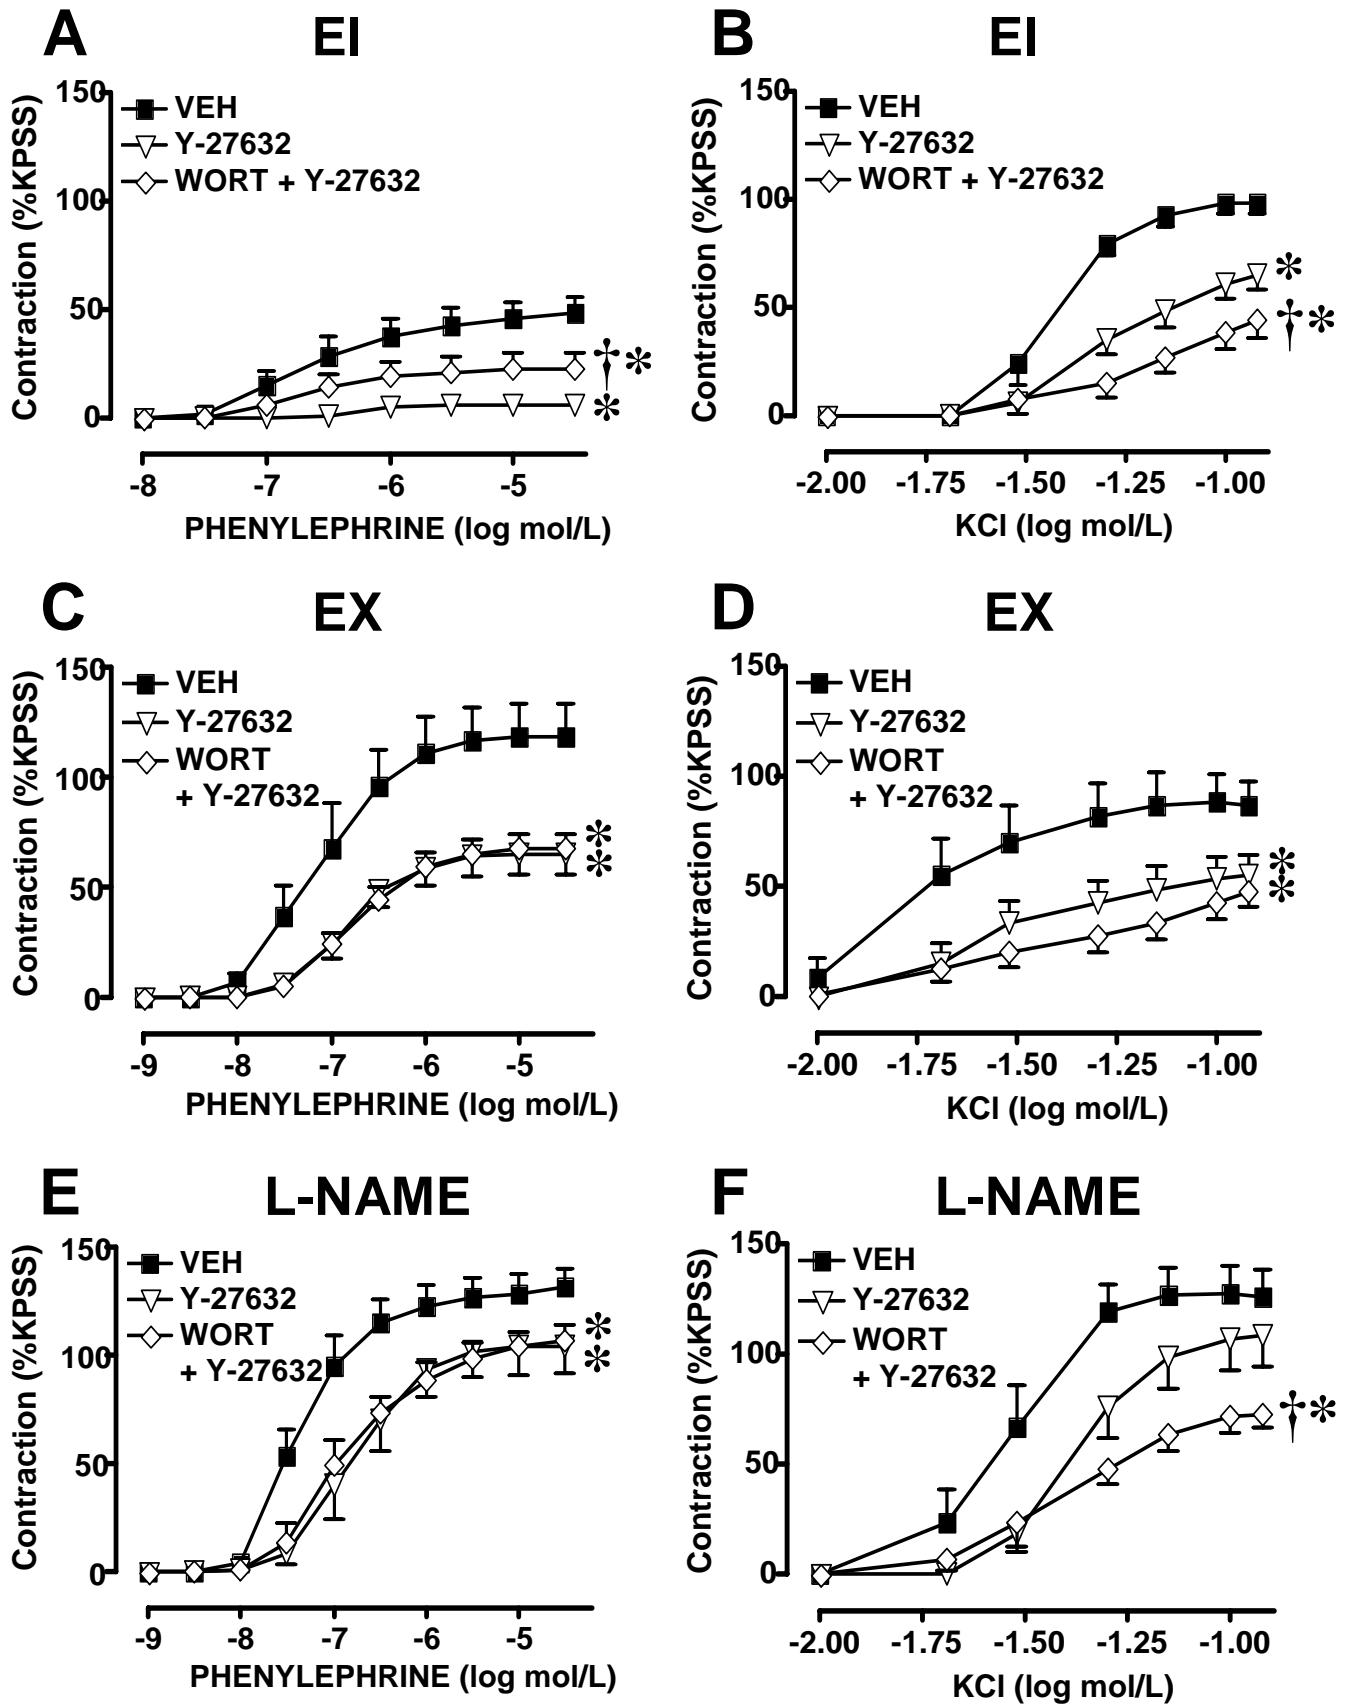 A EI
150
VEH
Y-27632
WORT + Y-27632
100
50
0
Contraction (%KPSS)
-8 -7 -6 -5
PHENYLEPHRINE (log mol/L)
†*
*
B EI
150
VEH
Y-27632
WORT + Y-27632
100
50
0
Contraction (%KPSS)
-2.00 -1.75 -1.50 -1.25 -1.00
KCl (log mol/L)
*
†*
C EX
150
VEH
Y-27632
WORT
+ Y-27632
100
50
0
Contraction (%KPSS)
-9 -8 -7 -6 -5
PHENYLEPHRINE (log mol/L)
*
*
D EX
150
VEH
Y-27632
WORT
+ Y-27632
100
50
0
Contraction (%KPSS)
-2.00 -1.75 -1.50 -1.25 -1.00
KCl (log mol/L)
*
*
E L-NAME
150
VEH
Y-27632
WORT
+ Y-27632
100
50
0
Contraction (%KPSS)
-9 -8 -7 -6 -5
PHENYLEPHRINE (log mol/L)
*
*
F L-NAME
150
VEH
Y-27632
WORT
+ Y-27632
100
50
0
Contraction (%KPSS)
-2.00 -1.75 -1.50 -1.25 -1.00
KCl (log mol/L)
†*